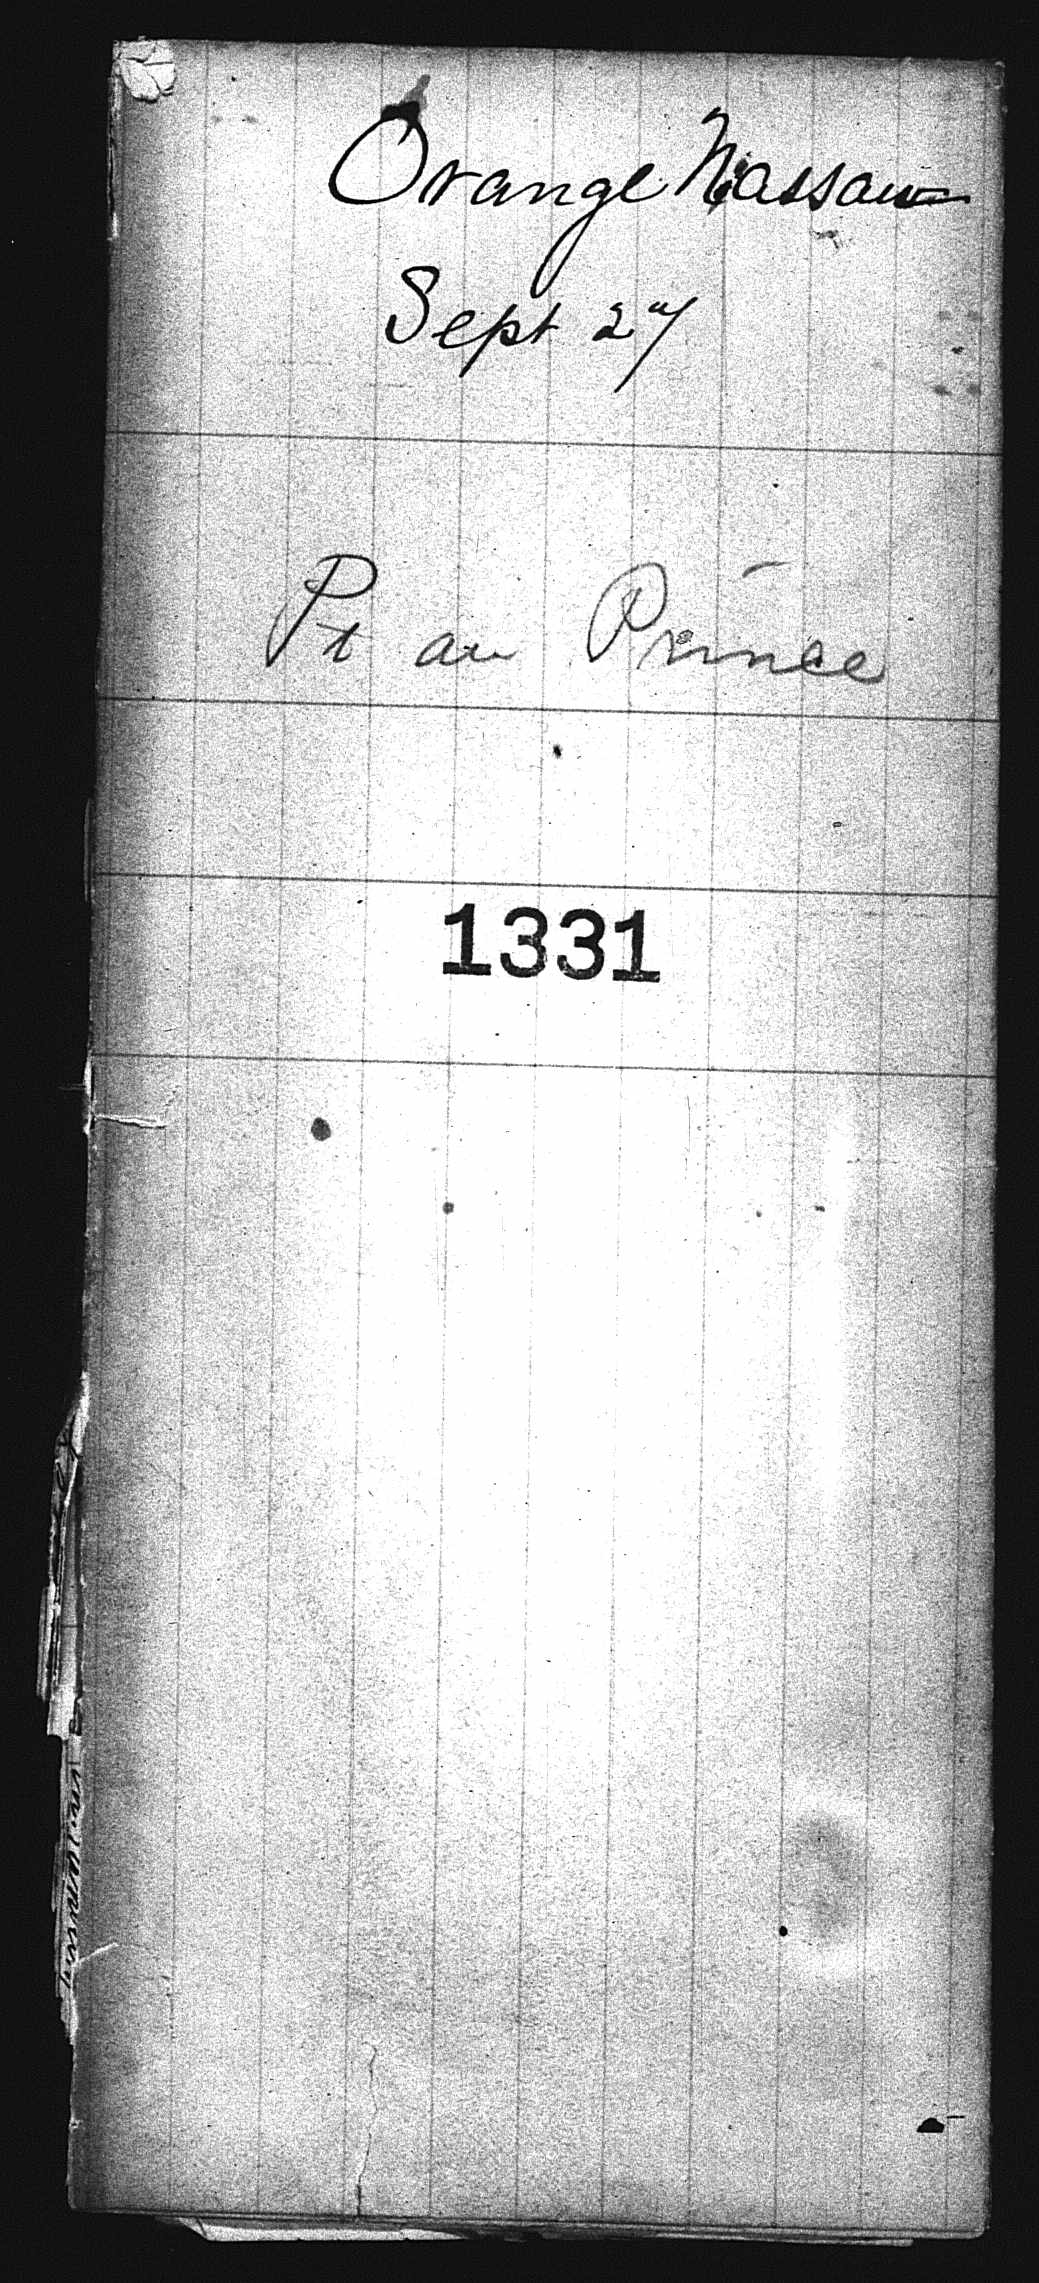 Orange Nassau
Sept 27
Pt au Prince
1331